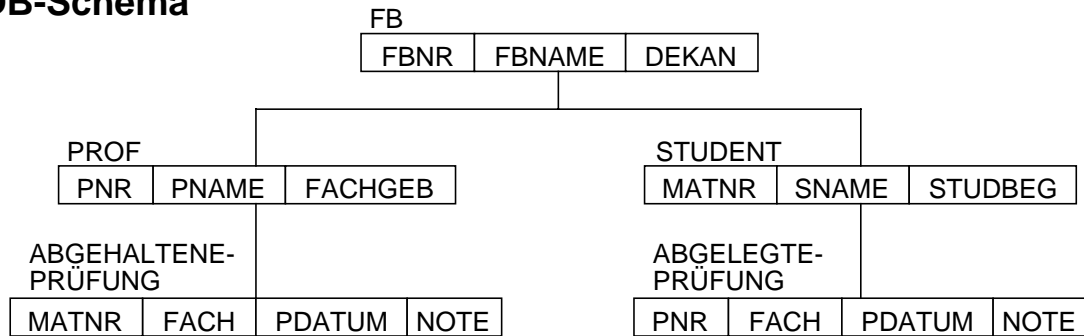 DB-Schema
FB
FBNR FBNAME DEKAN
PROF
PNR PNAME FACHGEB
STUDENT
MATNR SNAME STUDBEG
ABGEHALTENE-
PRÜFUNG
MATNR FACH PDATUM NOTE
ABGELEGTE-
PRÜFUNG
PNR FACH PDATUM NOTE